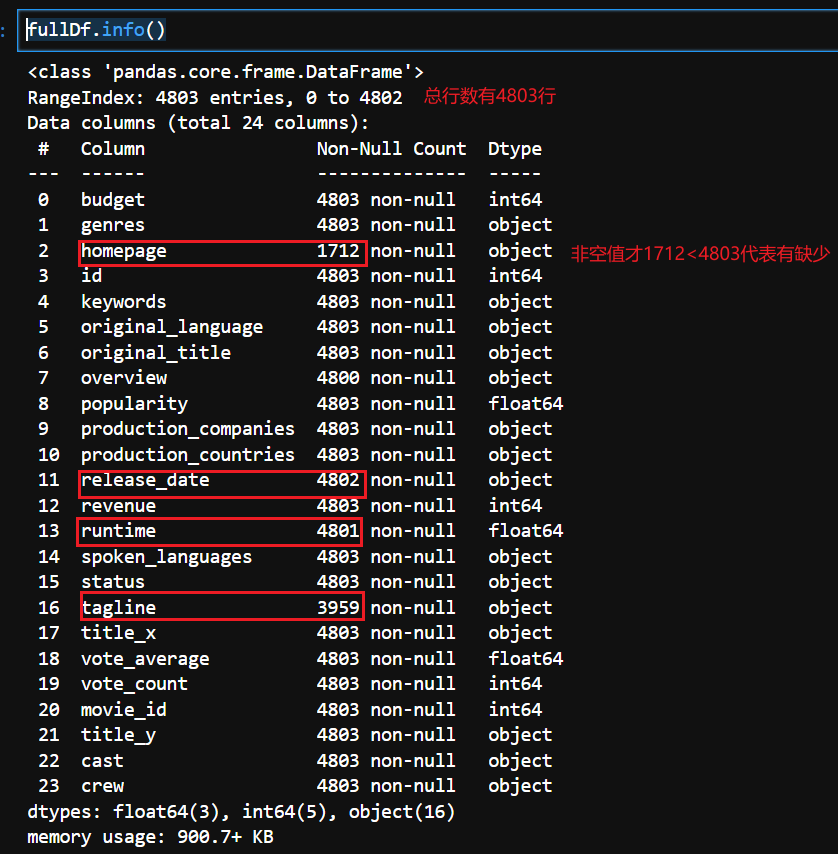 :
fullDf.info()
<class 'pandas.core.frame.DataFrame'>
RangeIndex: 4803 entries, 0 to 4802 总行数有4803行
Data columns (total 24 columns):
# Column Non-Null Count Dtype
--- ------ -------------- -----
0 budget 4803 non-null int64
1 genres 4803 non-null object
2 homepage 1712 non-null object 非空值才1712<4803代表有缺少
3 id 4803 non-null int64
4 keywords 4803 non-null object
5 original_language 4803 non-null object
6 original_title 4803 non-null object
7 overview 4800 non-null object
8 popularity 4803 non-null float64
9 production_companies 4803 non-null object
10 production_countries 4803 non-null object
11 release_date 4802 non-null object
12 revenue 4803 non-null int64
13 runtime 4801 non-null float64
14 spoken_languages 4803 non-null object
15 status 4803 non-null object
16 tagline 3959 non-null object
17 title_x 4803 non-null object
18 vote_average 4803 non-null float64
19 vote_count 4803 non-null int64
20 movie_id 4803 non-null int64
21 title_y 4803 non-null object
22 cast 4803 non-null object
23 crew 4803 non-null object
dtypes: float64(3), int64(5), object(16)
memory usage: 900.7+ KB